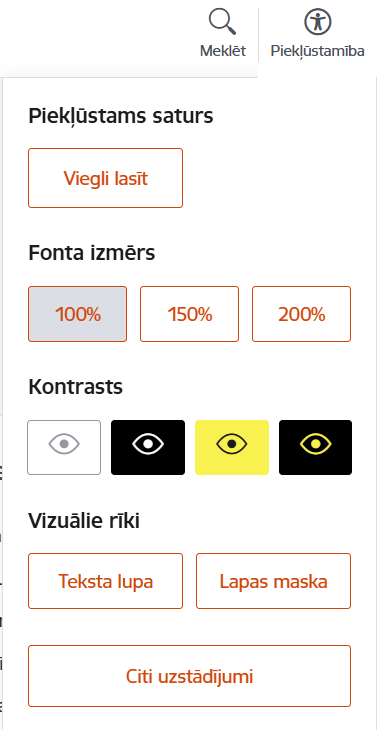 Meklēt
Piekļūstamība
Piekļūstams saturs
Viegli lasīt
Fonta izmērs
100% 150% 200%
Kontrasts
Vizuālie rīki
Teksta lupa Lapas maska
Citi uzstādījumi